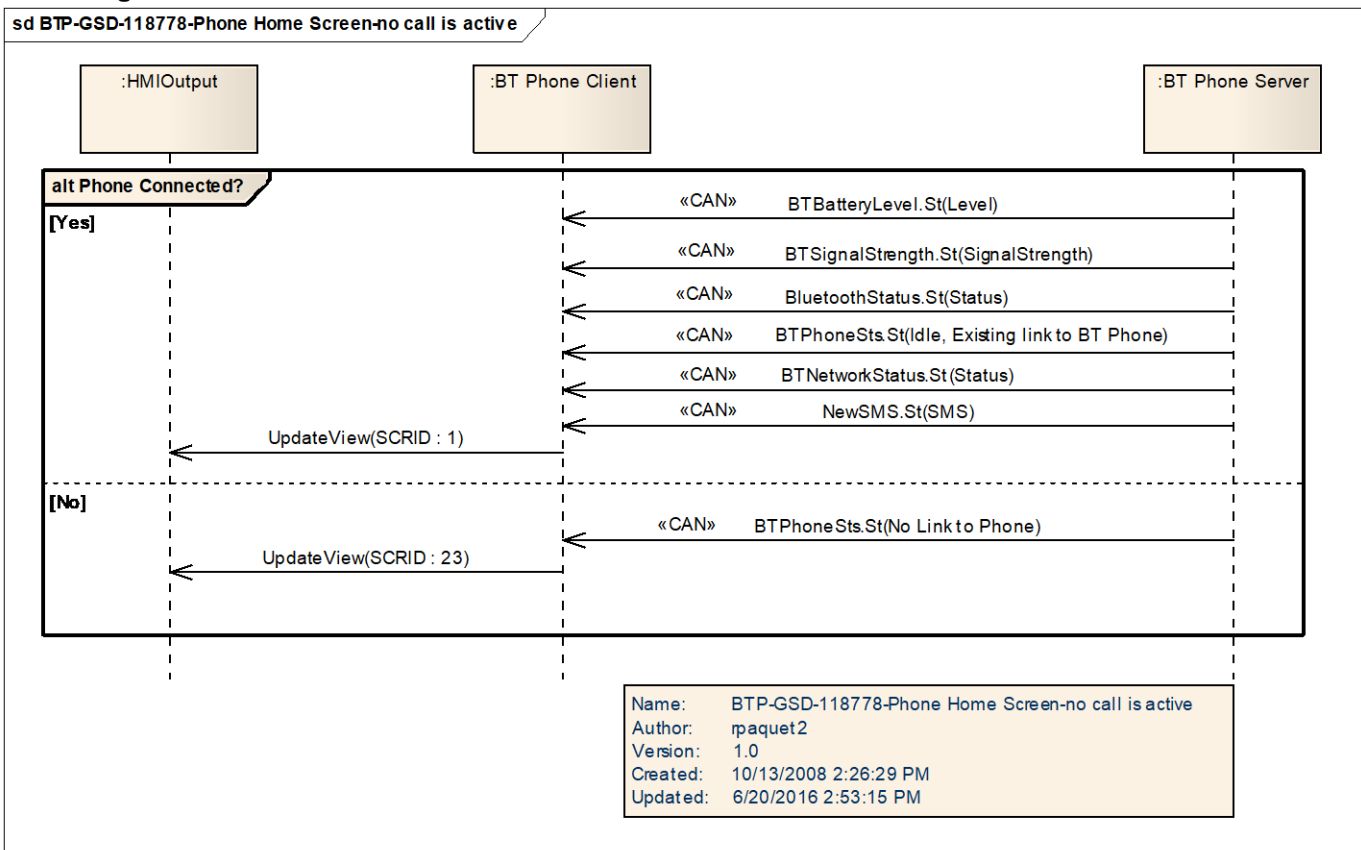 sd BTP-GSD-118778-Phone Home Screen-no call is active
:HMIOutput
:BT Phone Client
:BT Phone Server
alt Phone Connected?
[Yes]
«CAN» BTBatteryLevel.St(Level)
«CAN» BTSignalStrength.St(SignalStrength)
«CAN» BluetoothStatus.St(Status)
«CAN» BTPhoneSts.St(Idle, Existing link to BT Phone)
«CAN» BTNetworkStatus.St(Status)
«CAN» NewSMS.St(SMS)
UpdateView(SCRID : 1)
[No]
«CAN» BTPhoneSts.St(No Link to Phone)
UpdateView(SCRID : 23)
Name: BTP-GSD-118778-Phone Home Screen-no call is active
Author: rpaquet2
Version: 1.0
Created: 10/13/2008 2:26:29 PM
Updated: 6/20/2016 2:53:15 PM